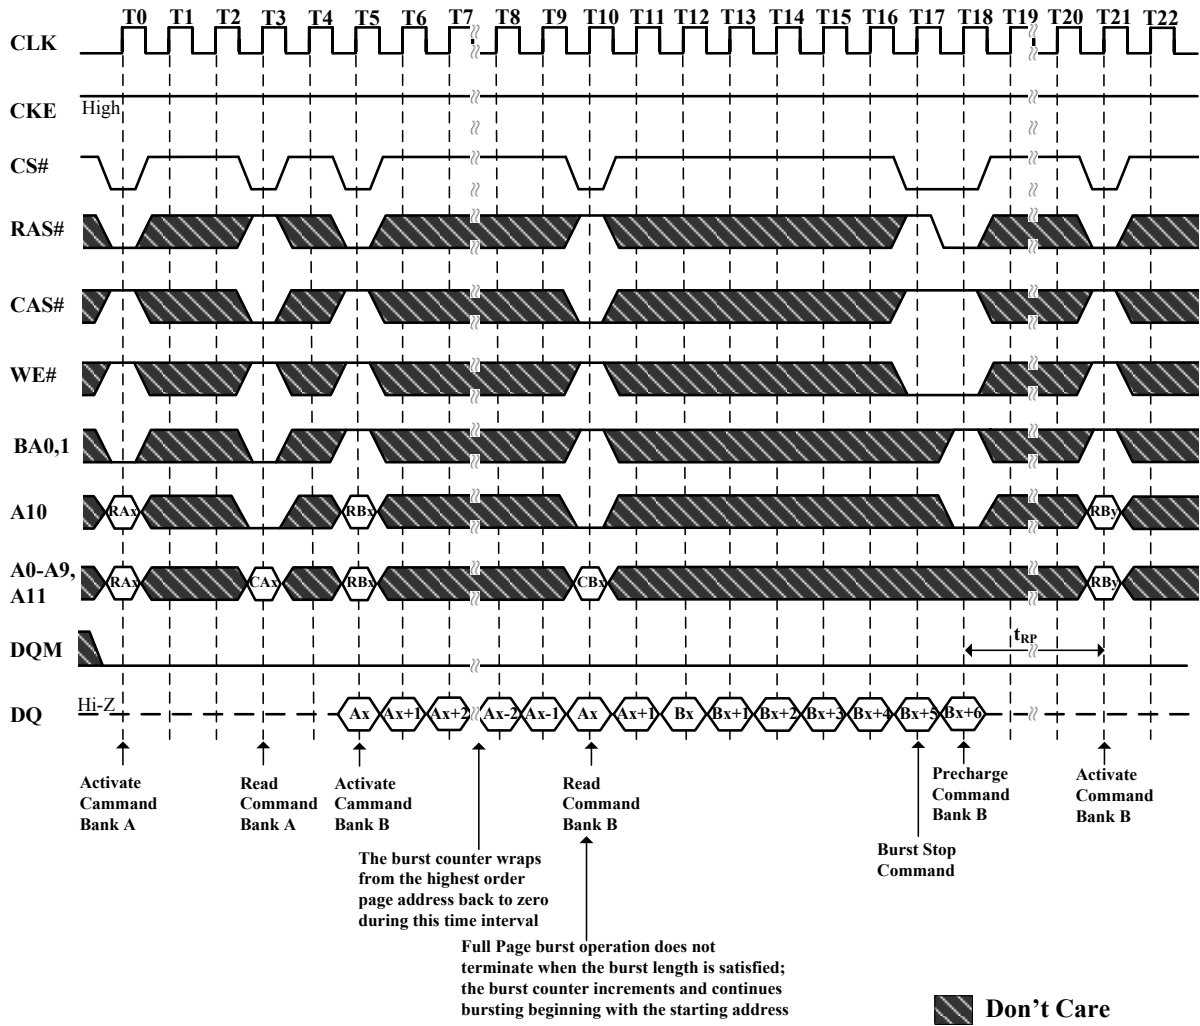 T0 T1 T2 T3 T4 T5 T6 T7 T8 T9 T10 T11 T12 T13 T14 T15 T16 T17 T18 T19 T20 T21 T22
CLK
CKE High
CS#
RAS#
CAS#
WE#
BA0,1
A10 RAx RBx RBy
A0-A9,
A11 RAx CAx RBx CBx RBy
DQM tRP
DQ Hi-Z Ax Ax+1 Ax+2 Ax-2 Ax-1 Ax Ax+1 Bx Bx+1 Bx+2 Bx+3 Bx+4 Bx+5 Bx+6
Activate
Cammand
Bank A
Read
Command
Bank A
Activate
Cammand
Bank B
Read
Command
Bank B
Precharge
Command
Bank B
Activate
Command
Bank B
Burst Stop
Command
The burst counter wraps
from the highest order
page address back to zero
during this time interval
Full Page burst operation does not
terminate when the burst length is satisfied;
the burst counter increments and continues
bursting beginning with the starting address
Don't Care